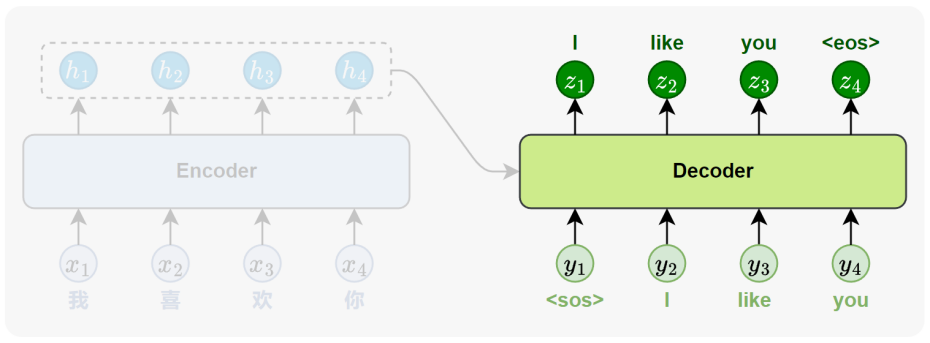 I like you <eos>
h₁ h₂ h₃ h₄ z₁ z₂ z₃ z₄
Encoder Decoder
x₁ x₂ x₃ x₄ y₁ y₂ y₃ y₄
我 喜 欢 你 <sos> I like you